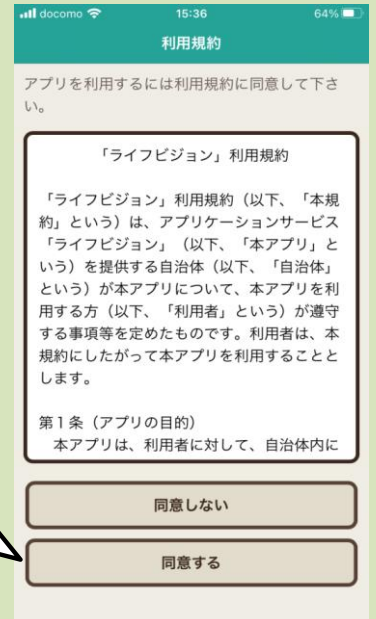 docomo 15:36 64%
利用規約
アプリを利用するには利用規約に同意して下さ
い。
「ライフビジョン」利用規約
「ライフビジョン」利用規約（以下、「本規
約」という）は、アプリケーションサービス
「ライフビジョン」（以下、「本アプリ」と
いう）を提供する自治体（以下、「自治体」
という）が本アプリについて、本アプリを利
用する方（以下、「利用者」という）が遵守
する事項等を定めたものです。利用者は、本
規約にしたがって本アプリを利用することと
します。
第１条（アプリの目的）
本アプリは、利用者に対して、自治体内に
同意しない
同意する